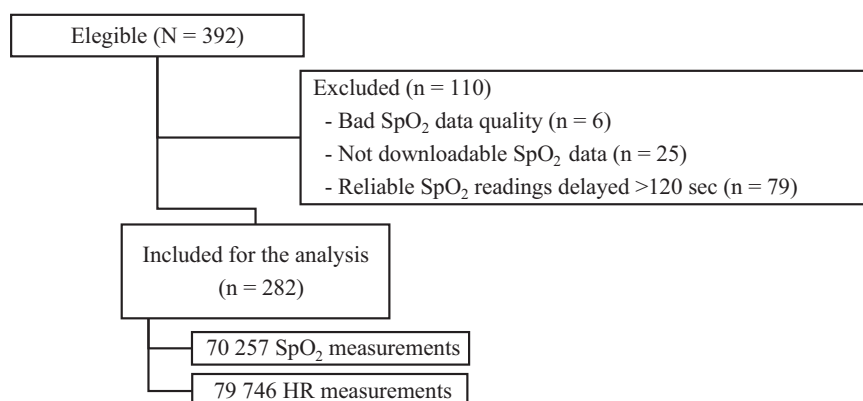 Elegible (N = 392)
Excluded (n = 110)
- Bad SpO₂ data quality (n = 6)
- Not downloadable SpO₂ data (n = 25)
- Reliable SpO₂ readings delayed >120 sec (n = 79)
Included for the analysis
(n = 282)
70 257 SpO₂ measurements
79 746 HR measurements